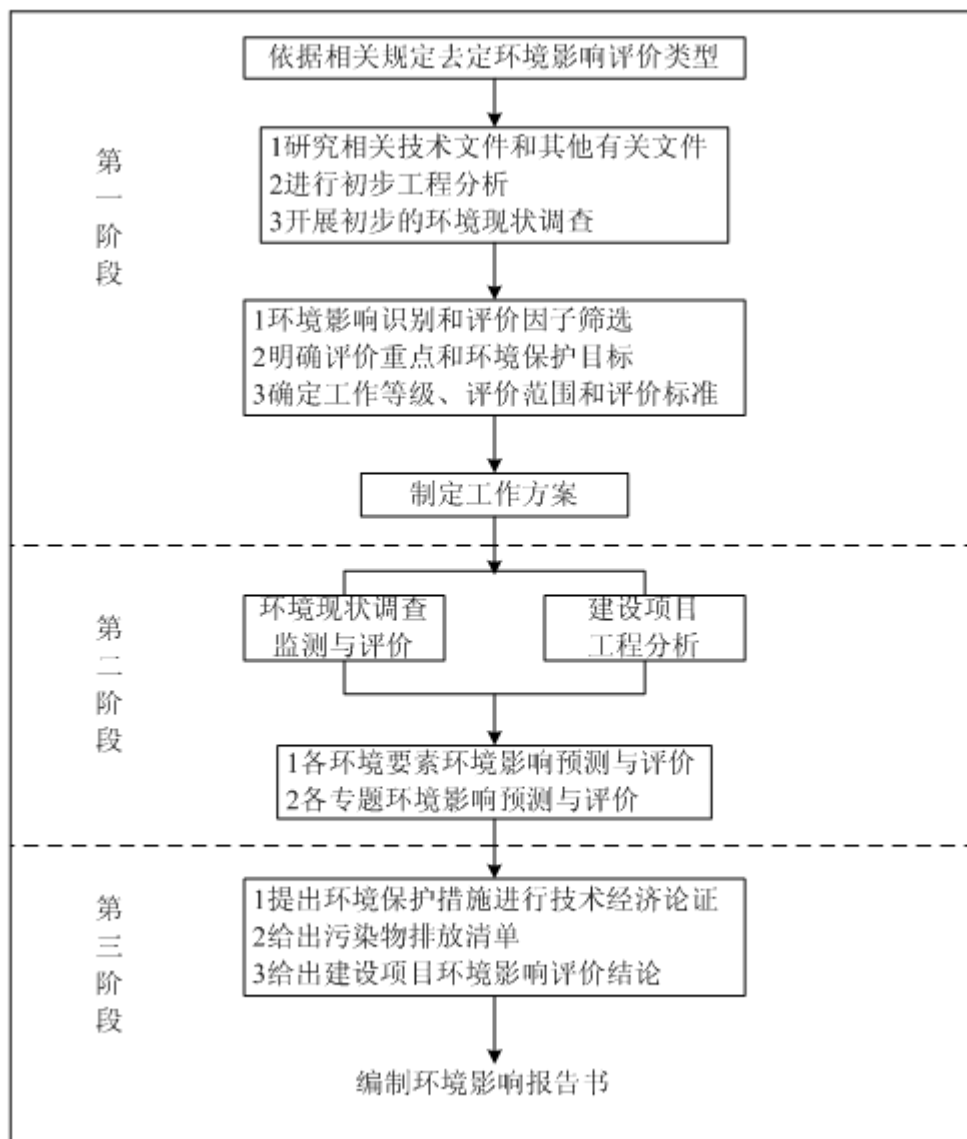 依据相关规定去定环境影响评价类型
第一阶段
1研究相关技术文件和其他有关文件
2进行初步工程分析
3开展初步的环境现状调查
1环境影响识别和评价因子筛选
2明确评价重点和环境保护目标
3确定工作等级、评价范围和评价标准
制定工作方案
第二阶段
环境现状调查
监测与评价
建设项目
工程分析
1各环境要素环境影响预测与评价
2各专题环境影响预测与评价
第三阶段
1提出环境保护措施进行技术经济论证
2给出污染物排放清单
3给出建设项目环境影响评价结论
编制环境影响报告书